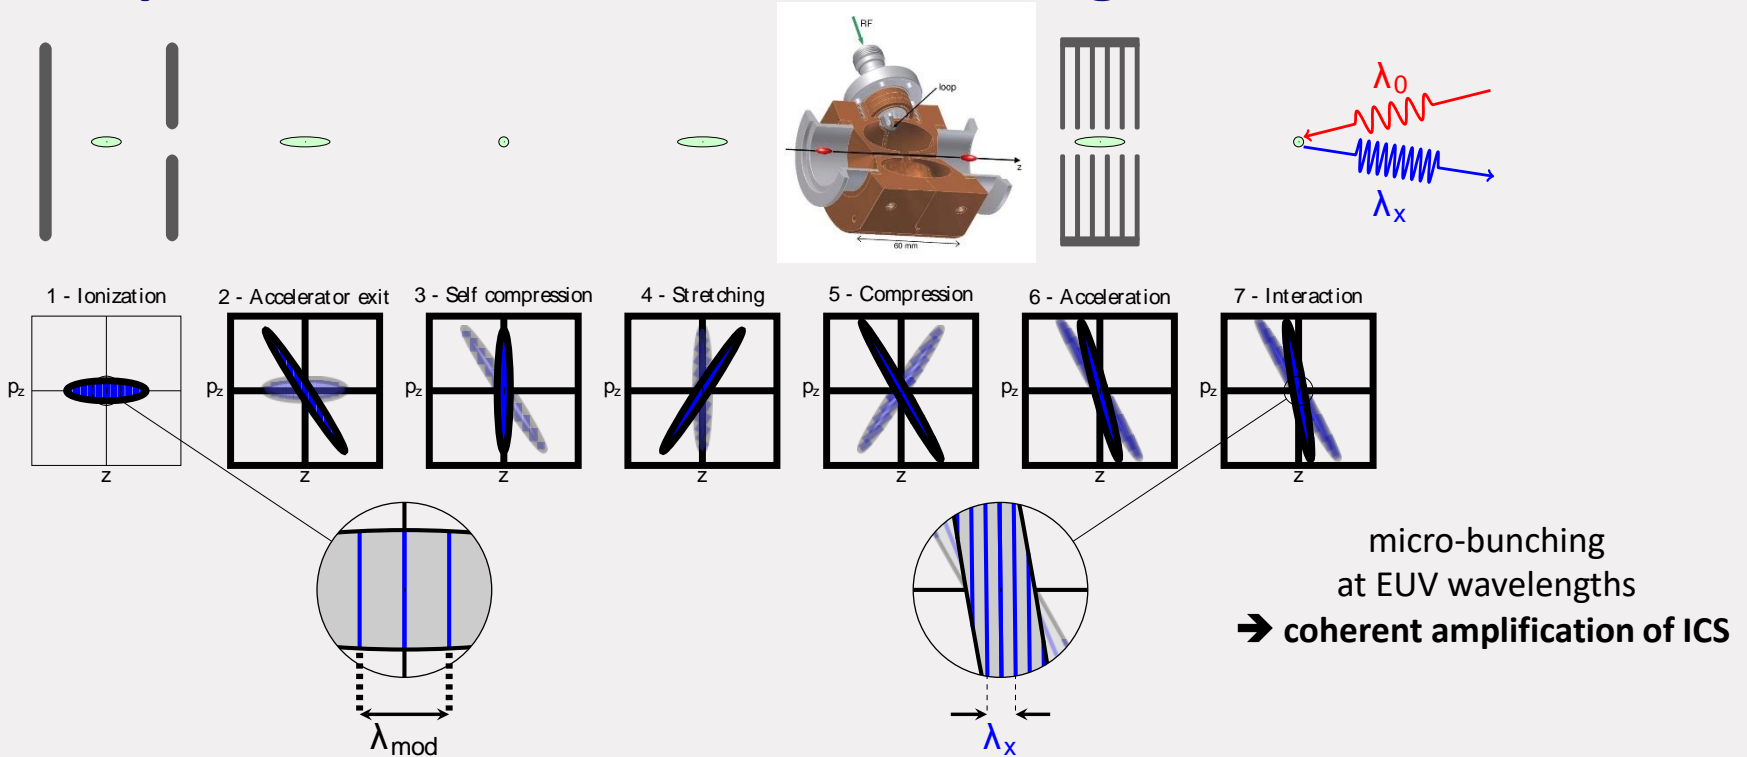 RF
loop
z
60 mm
λ0
λx
1 - Ionization
2 - Accelerator exit
3 - Self compression
4 - Stretching
5 - Compression
6 - Acceleration
7 - Interaction
pz
pz
pz
pz
pz
pz
pz
z
z
z
z
z
z
z
micro-bunching
at EUV wavelengths
➔ coherent amplification of ICS
λmod
λx